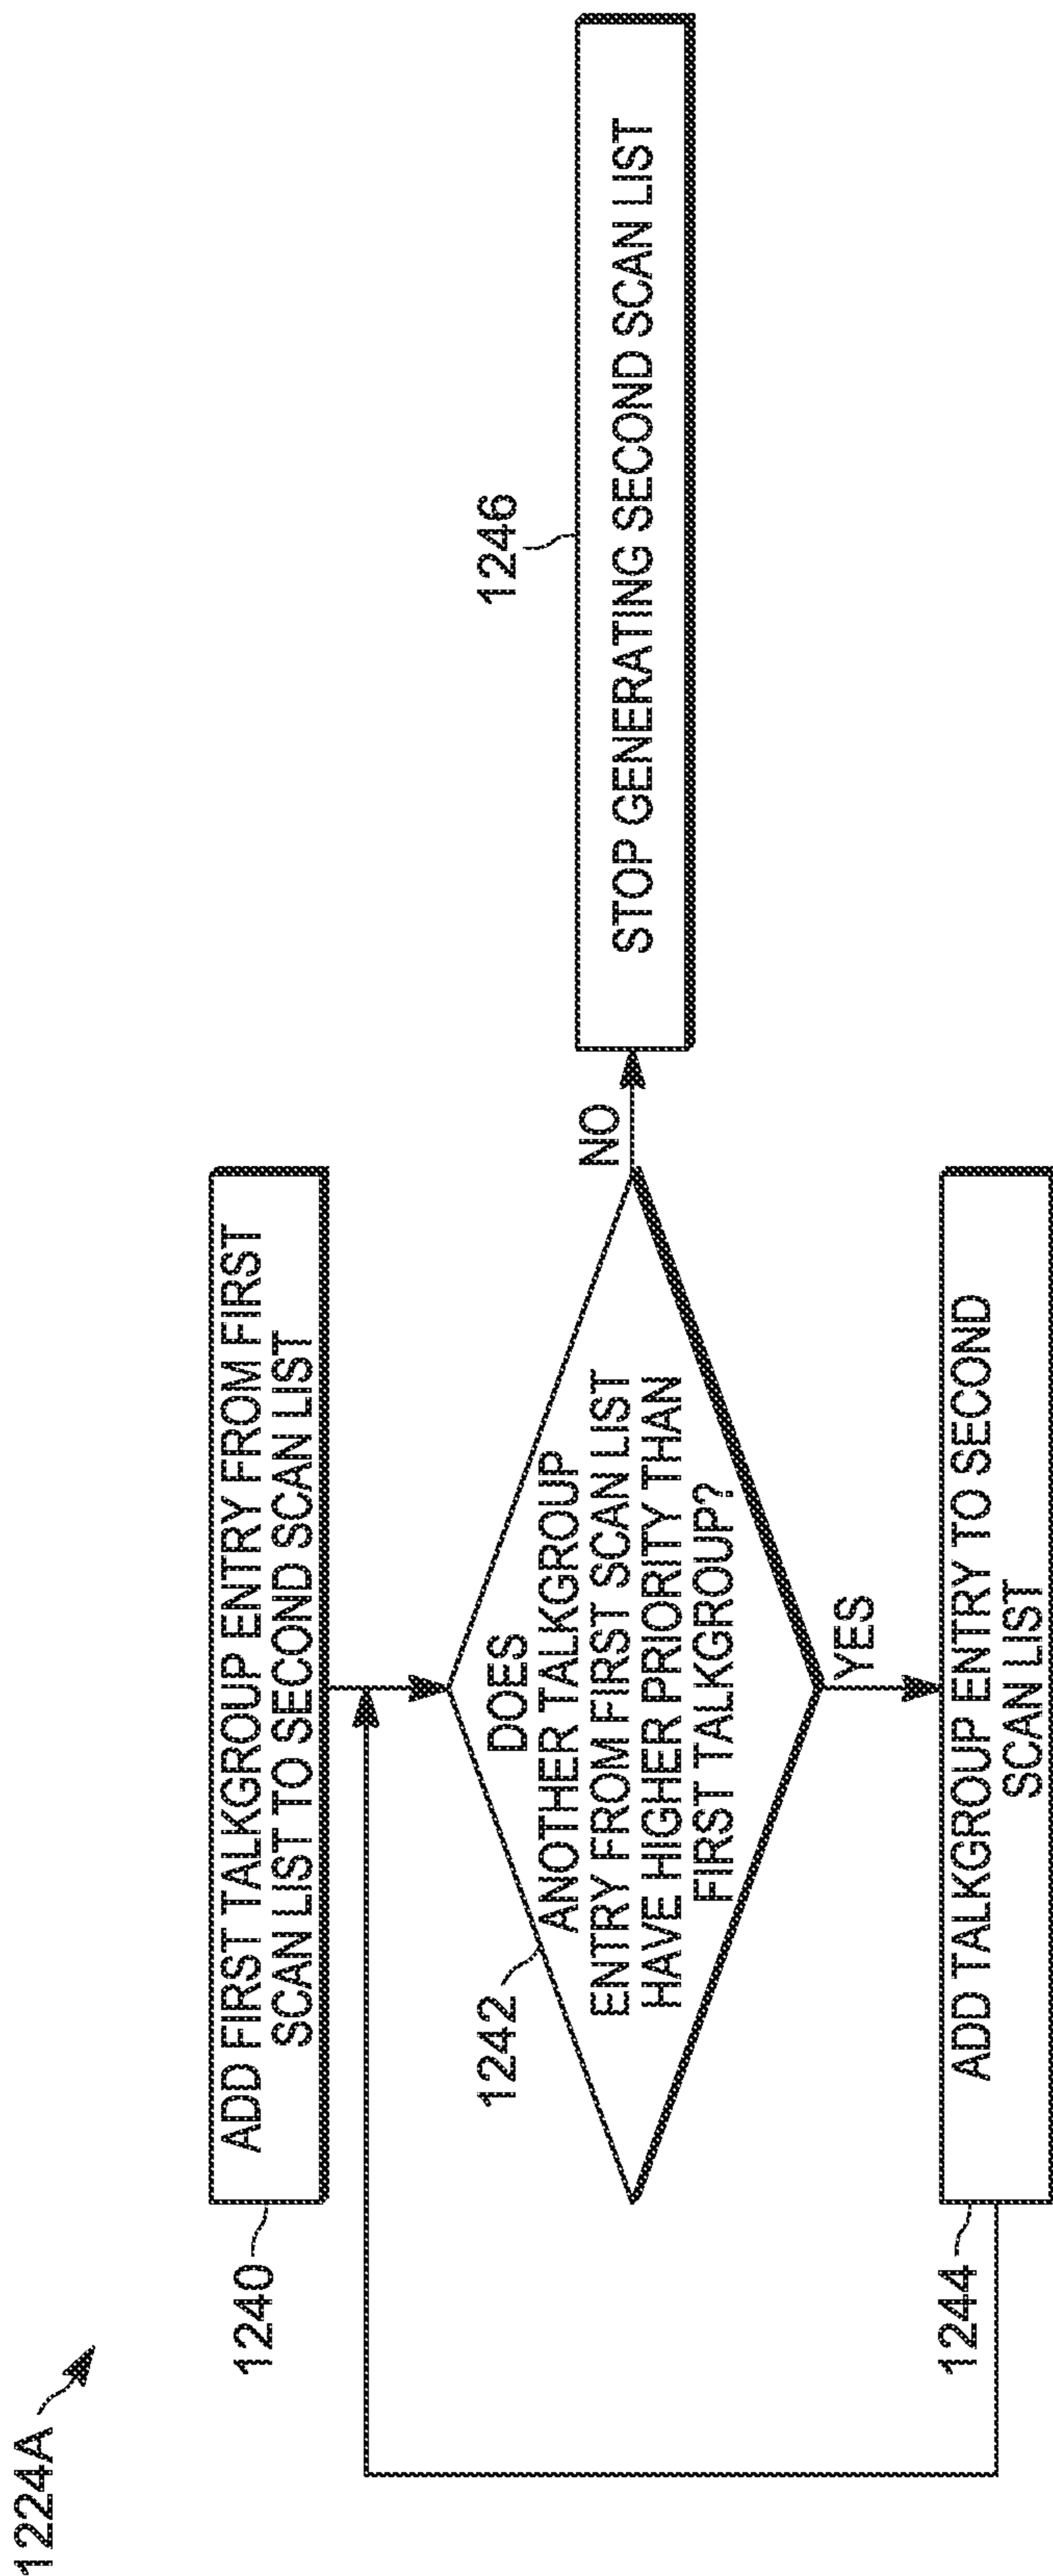 1224A
1240
ADD FIRST TALKGROUP ENTRY FROM FIRST
SCAN LIST TO SECOND SCAN LIST
1242
DOES
ANOTHER TALKGROUP
ENTRY FROM FIRST SCAN LIST
HAVE HIGHER PRIORITY THAN
FIRST TALKGROUP?
NO
1246
STOP GENERATING SECOND SCAN LIST
YES
1244
ADD TALKGROUP ENTRY TO SECOND
SCAN LIST